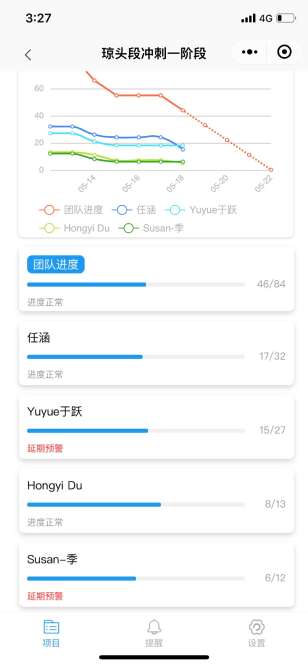 3:27
4G
琼头段冲刺一阶段
60
40
20
0
05-14
05-16
05-18
05-20
05-22
团队进度 任涵 Yuyue于跃
Hongyi Du Susan-季
团队进度
46/84
进度正常
任涵
17/32
进度正常
Yuyue于跃
15/27
延期预警
Hongyi Du
8/13
进度正常
Susan-季
6/12
延期预警
项目 提醒 设置